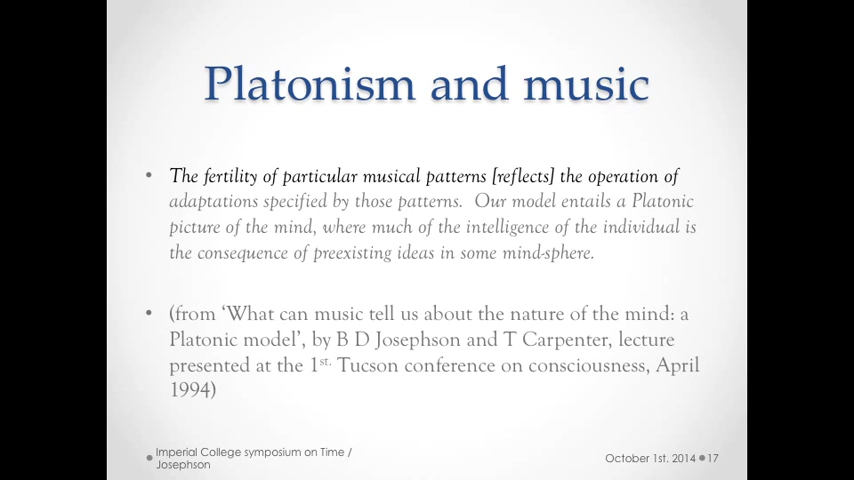 Platonism and music
• The fertility of particular musical patterns [reflects] the operation of
adaptations specified by those patterns.  Our model entails a Platonic
picture of the mind, where much of the intelligence of the individual is
the consequence of preexisting ideas in some mind-sphere.
• (from ‘What can music tell us about the nature of the mind: a
Platonic model’, by B D Josephson and T Carpenter, lecture
presented at the 1st. Tucson conference on consciousness, April
1994)
• Imperial College symposium on Time /
Josephson
October 1st. 2014 • 17